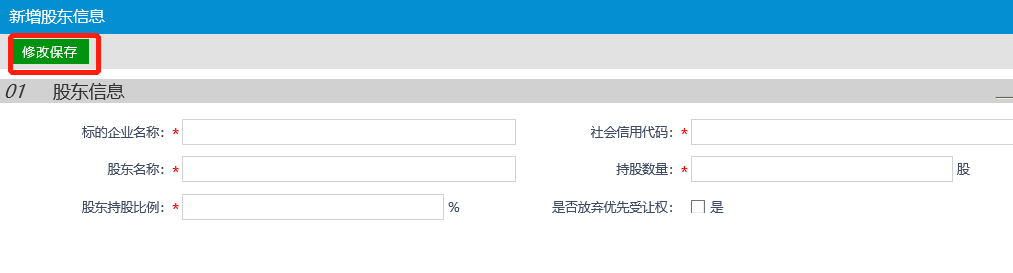 新增股东信息
修改保存
01 股东信息
标的企业名称：* 社会信用代码：*
股东名称：* 持股数量：* 股
股东持股比例：* % 是否放弃优先受让权： 是